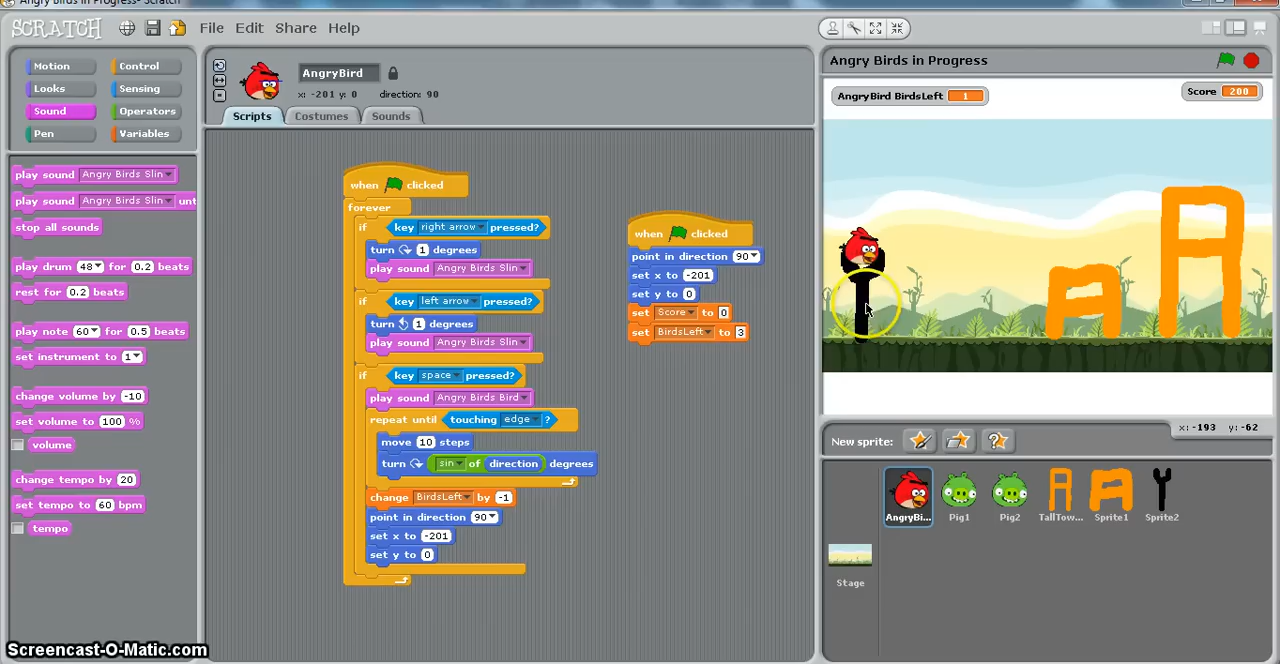 Angry Birds in Progress- Scratch
SCRATCH File Edit Share Help
Motion Control
Looks Sensing
Sound Operators
Pen Variables
play sound Angry Birds Slin
play sound Angry Birds Slin unt
stop all sounds
play drum 48 for 0.2 beats
rest for 0.2 beats
play note 60 for 0.5 beats
set instrument to 1
change volume by -10
set volume to 100 %
volume
change tempo by 20
set tempo to 60 bpm
tempo
AngryBird
x: -201 y: 0 direction: 90
Scripts Costumes Sounds
when clicked
forever
if key right arrow pressed?
turn 1 degrees
play sound Angry Birds Slin
if key left arrow pressed?
turn 1 degrees
play sound Angry Birds Slin
if key space pressed?
play sound Angry Birds Bird
repeat until touching edge ?
move 10 steps
turn sin of direction degrees
change BirdsLeft by -1
point in direction 90
set x to -201
set y to 0
when clicked
point in direction 90
set x to -201
set y to 0
set Score to 0
set BirdsLeft to 3
Angry Birds in Progress
AngryBird BirdsLeft 1
Score 200
x: -193 y: -62
New sprite:
AngryBi... Pig1 Pig2 TallTow... Sprite1 Sprite2
Stage
Screencast-O-Matic.com